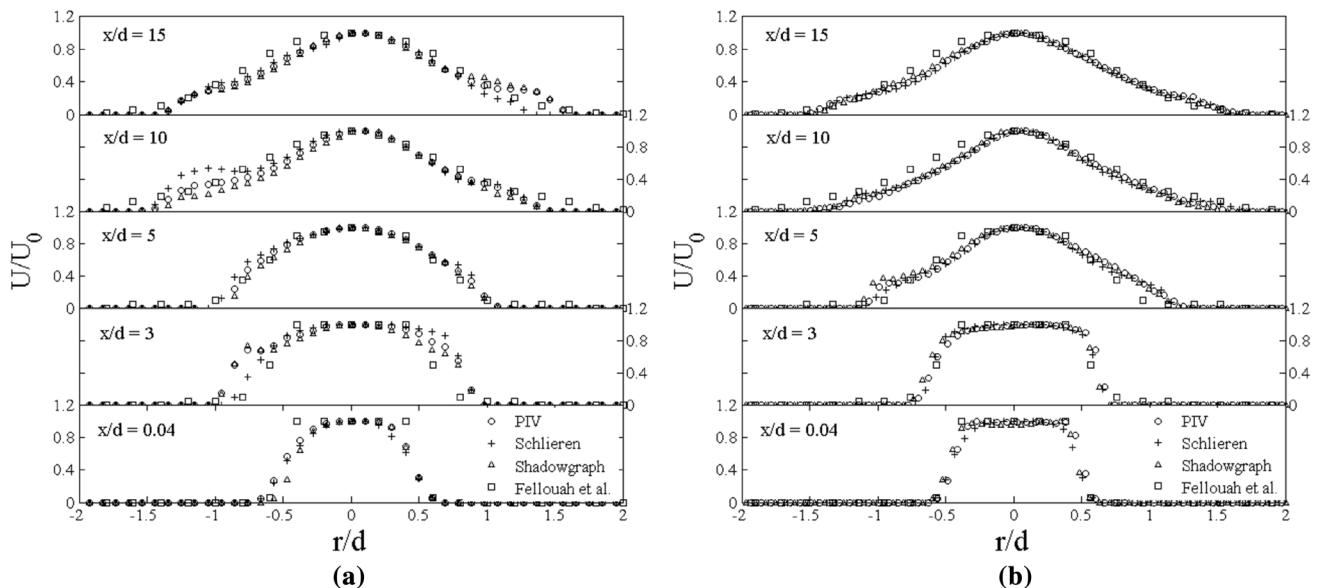 1.2
x/d = 15
0.8
0.4
0
1.2
x/d = 10
0.8
0.4
0
1.2
x/d = 5
0.8
0.4
0
1.2
x/d = 3
0.8
0.4
0
1.2
x/d = 0.04
0.8
0.4
0
PIV
Schlieren
Shadowgraph
Fellouah et al.
U/U0
-2 -1.5 -1 -0.5 0 0.5 1 1.5 2
r/d
(a)
1.2
x/d = 15
0.8
0.4
0
1.2
x/d = 10
0.8
0.4
0
1.2
x/d = 5
0.8
0.4
0
1.2
x/d = 3
0.8
0.4
0
1.2
x/d = 0.04
0.8
0.4
0
PIV
Schlieren
Shadowgraph
Fellouah et al.
U/U0
-2 -1.5 -1 -0.5 0 0.5 1 1.5 2
r/d
(b)